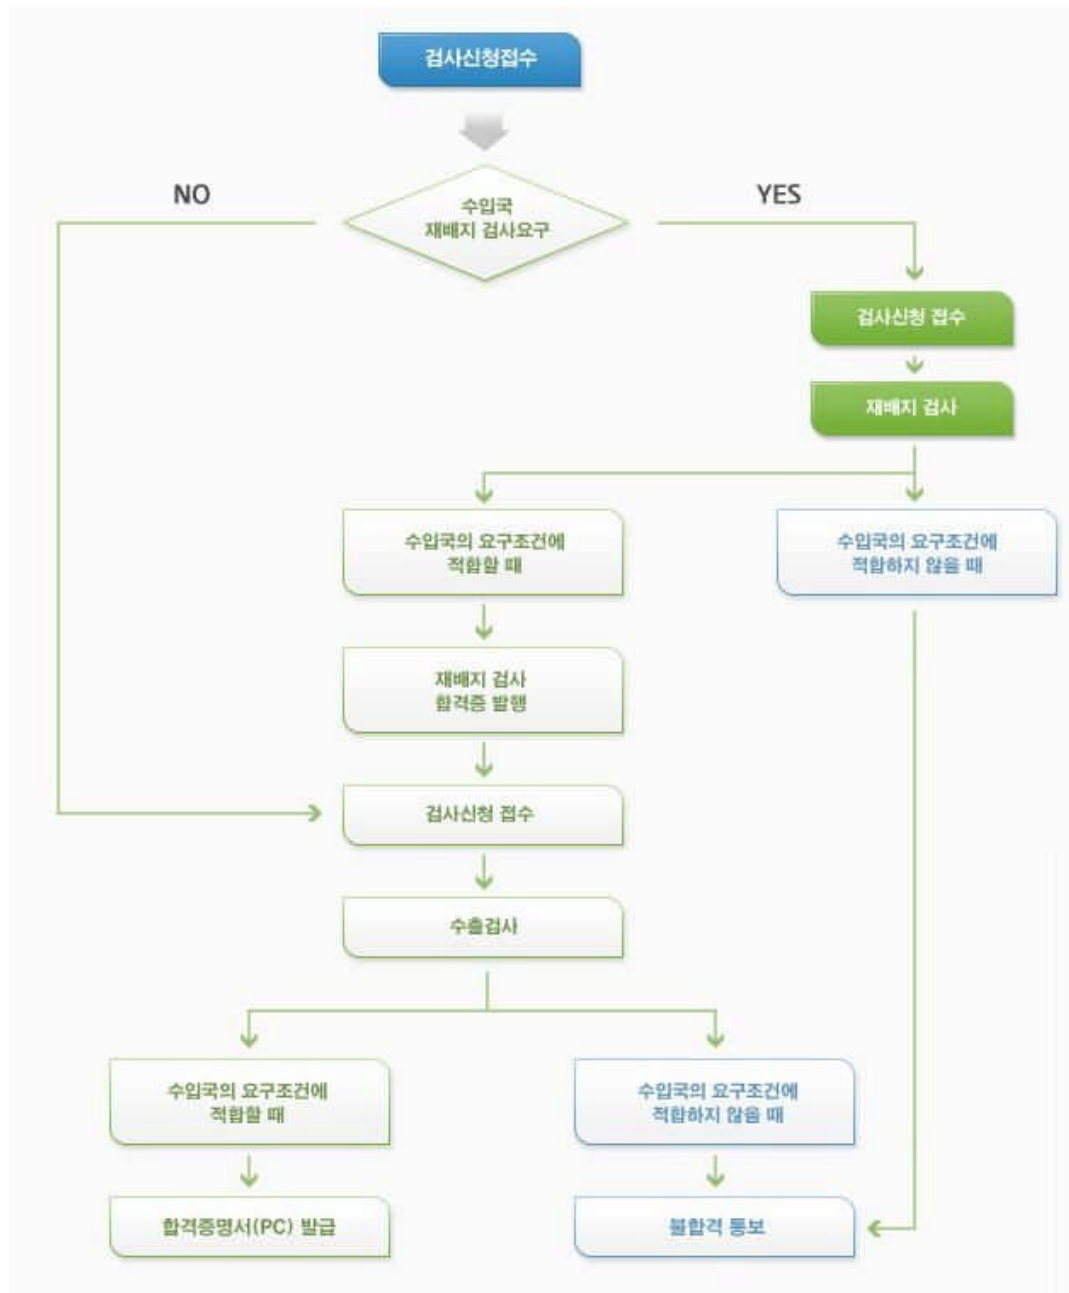 검사신청접수
NO
수입국
재배지 검사요구
YES
검사신청 접수
재배지 검사
수입국의 요구조건에
적합할 때
수입국의 요구조건에
적합하지 않을 때
재배지 검사
합격증 발행
검사신청 접수
수출검사
수입국의 요구조건에
적합할 때
수입국의 요구조건에
적합하지 않을 때
합격증명서(PC) 발급
불합격 통보